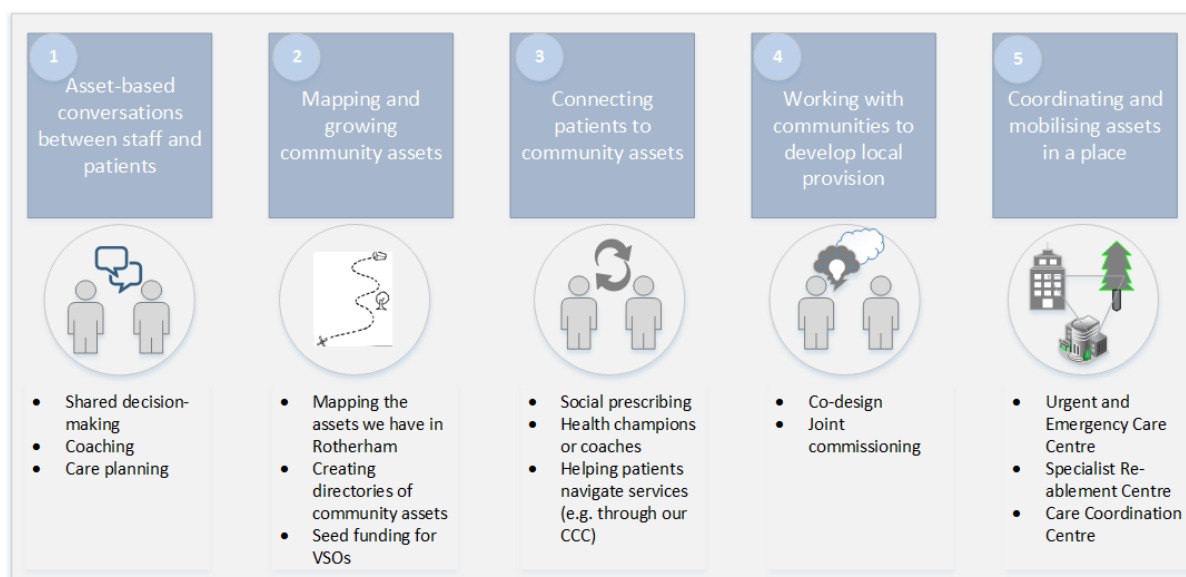 1
Asset-based
conversations
between staff and
patients
2
Mapping and
growing
community assets
3
Connecting
patients to
community assets
4
Working with
communities to
develop local
provision
5
Coordinating and
mobilising assets
in a place
• Shared decision-
making
• Coaching
• Care planning
• Mapping the
assets we have in
Rotherham
• Creating
directories of
community assets
• Seed funding for
VSOs
• Social prescribing
• Health champions
or coaches
• Helping patients
navigate services
(e.g. through our
CCC)
• Co-design
• Joint
commissioning
• Urgent and
Emergency Care
Centre
• Specialist Re-
ablement Centre
• Care Coordination
Centre